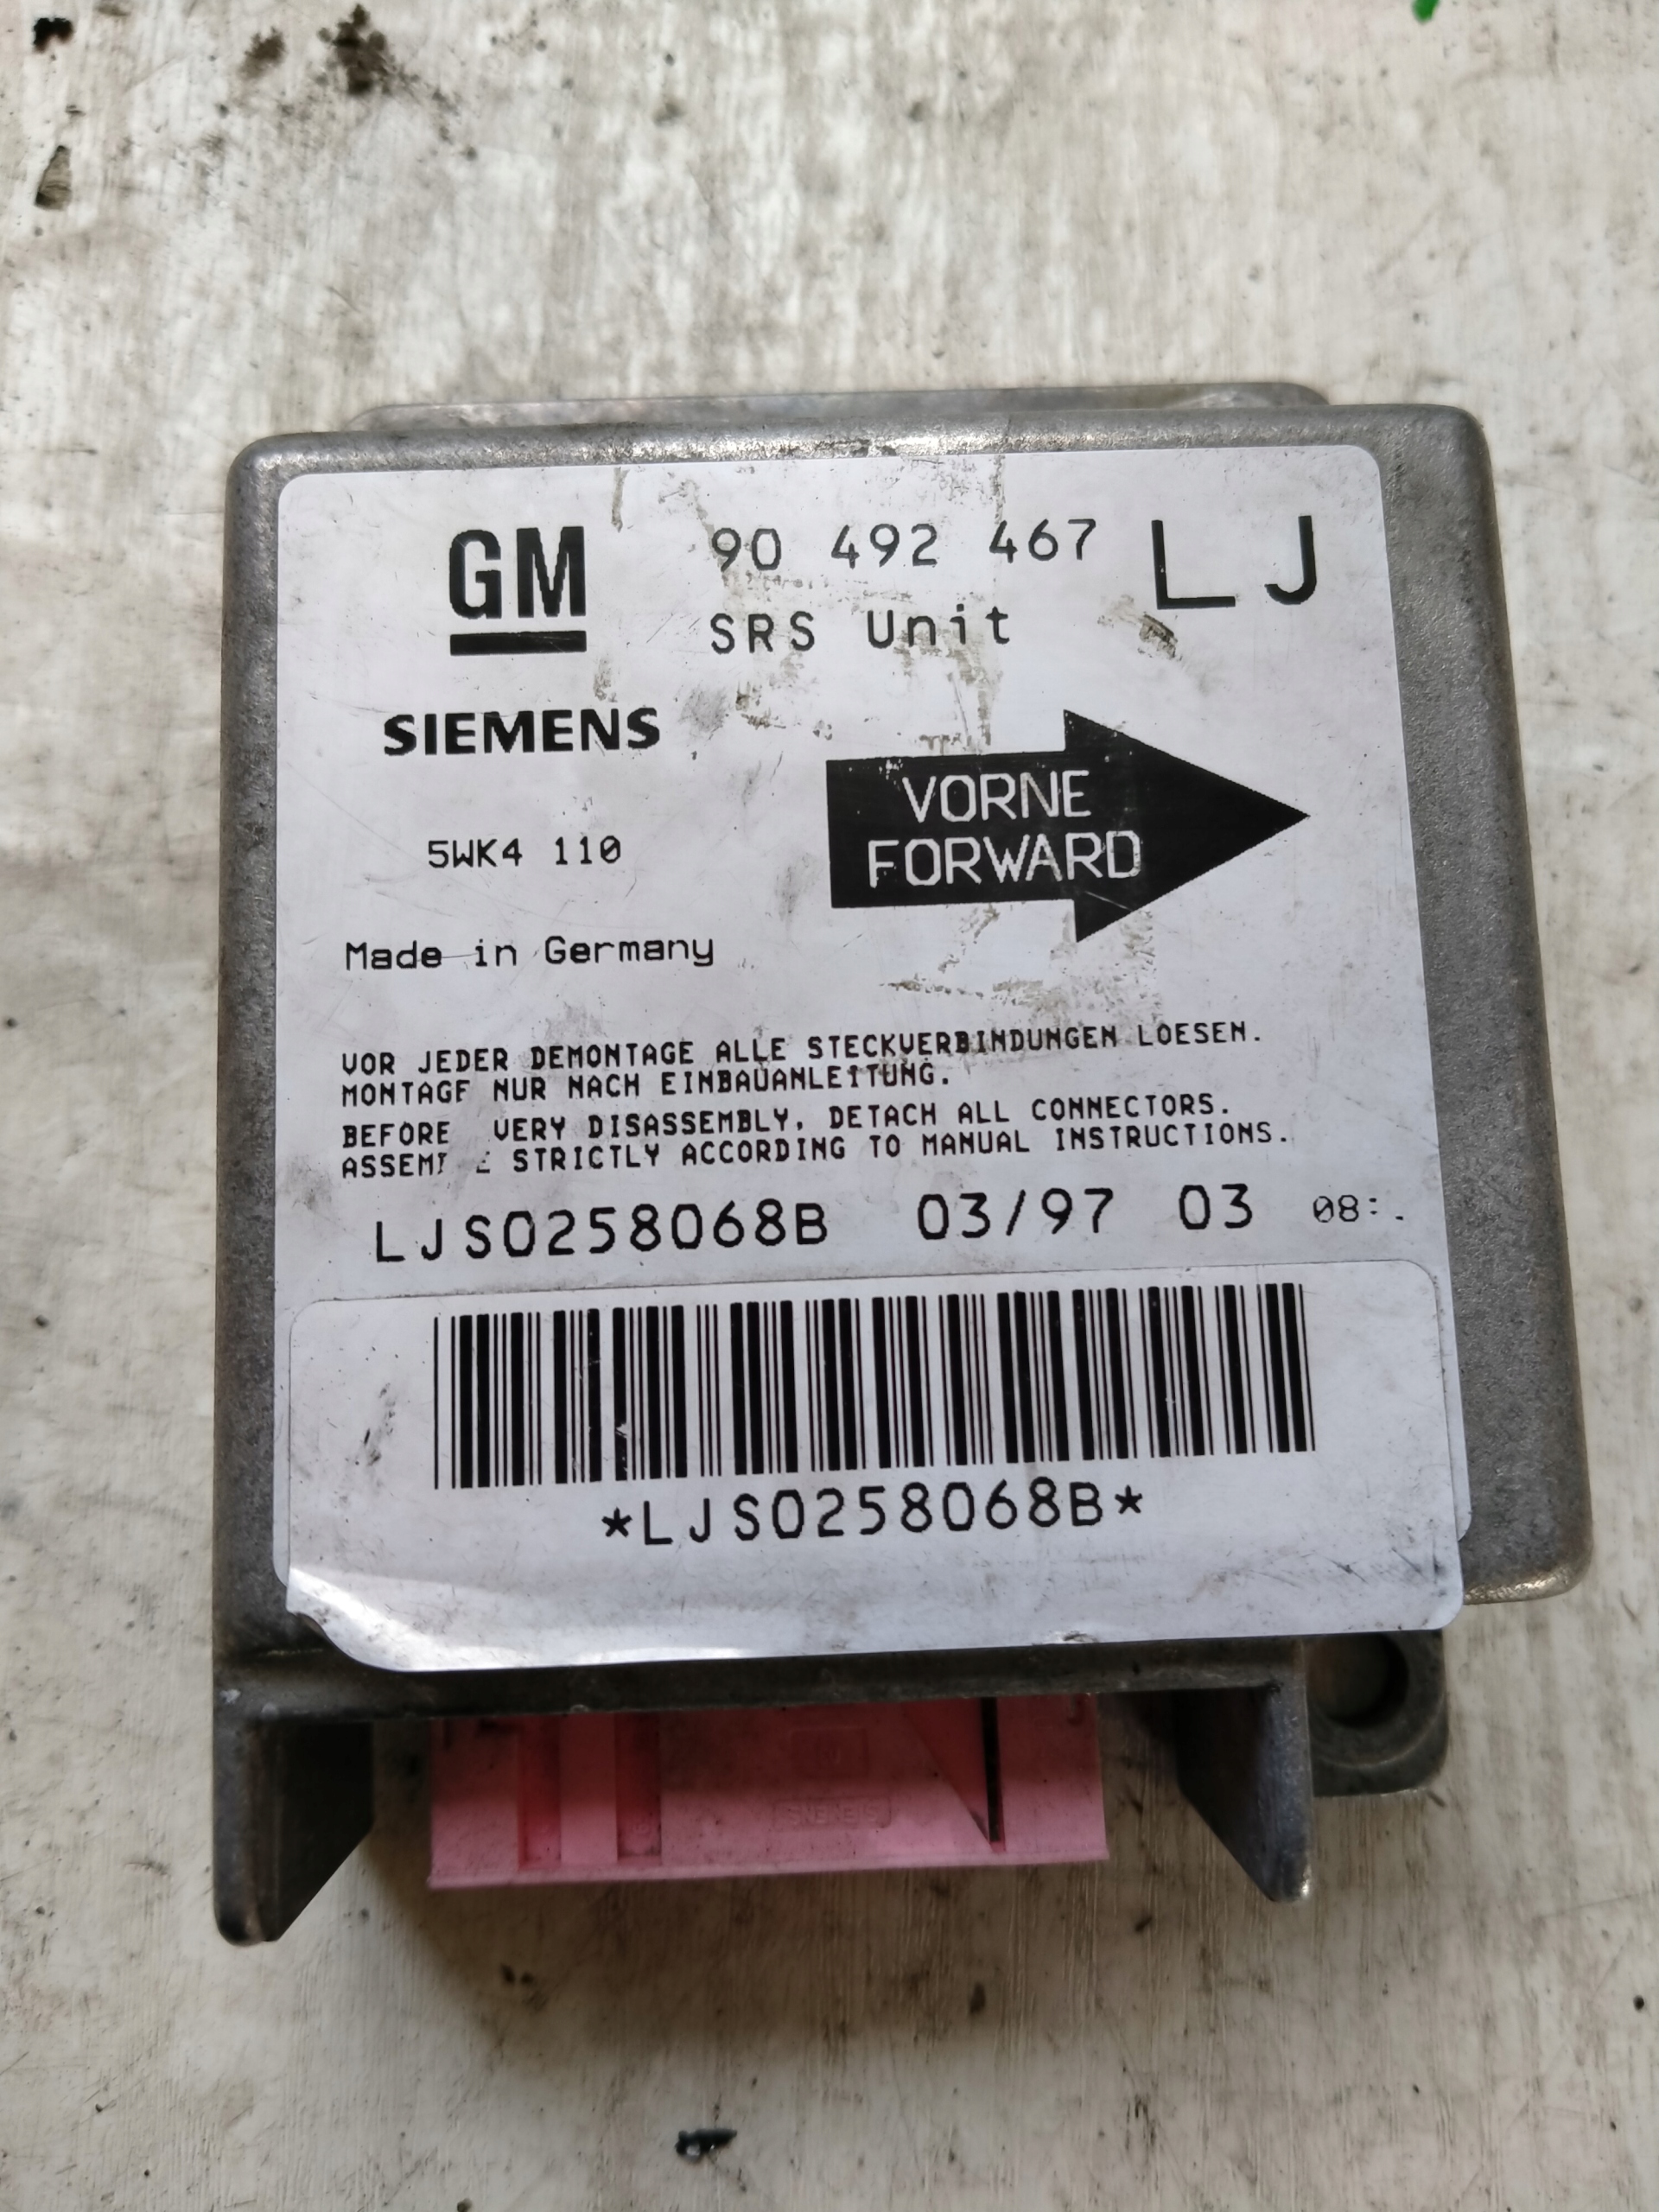 GM
90 492 467 LJ
SRS Unit
SIEMENS
VORNE
FORWARD
5WK4 110
Made in Germany
VOR JEDER DEMONTAGE ALLE STECKVERBINDUNGEN LOESEN.
MONTAGE NUR NACH EINBAUANLEITUNG.
BEFORE VERY DISASSEMBLY, DETACH ALL CONNECTORS.
STRICTLY ACCORDING TO MANUAL INSTRUCTIONS.
LJS0258068B 03/97 03 08:
*LJS0258068B*
SIEMENS